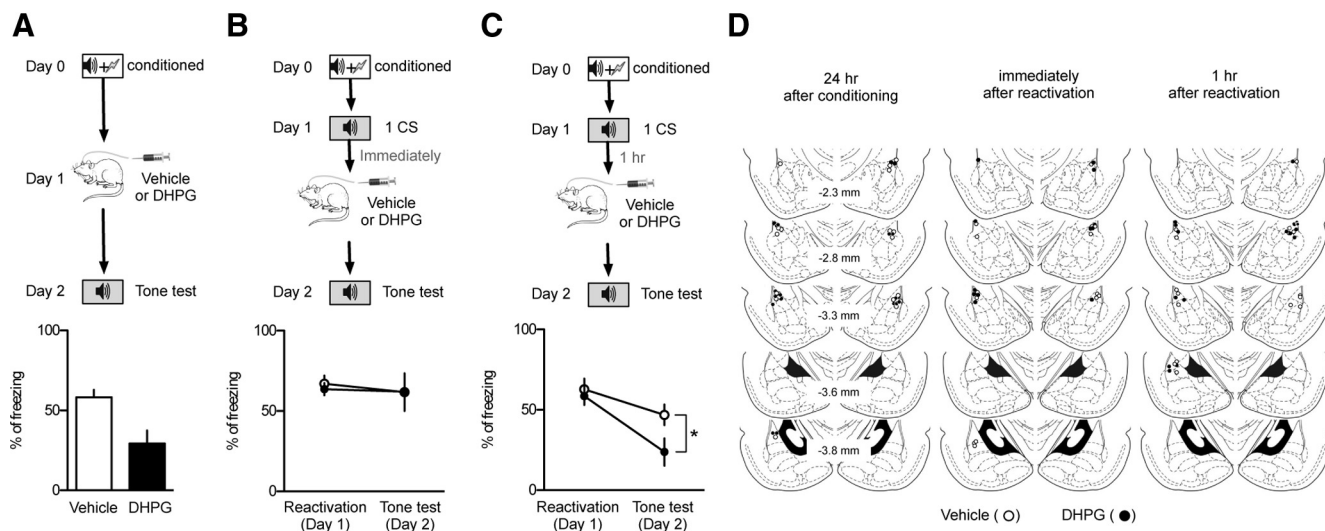 A
Day 0
conditioned
Day 1
Vehicle
or DHPG
Day 2
Tone test
% of freezing
100
50
0
Vehicle
DHPG
B
Day 0
conditioned
Day 1
1 CS
Immediately
Vehicle
or DHPG
Day 2
Tone test
% of freezing
100
50
0
Reactivation
(Day 1)
Tone test
(Day 2)
C
Day 0
conditioned
Day 1
1 CS
1 hr
Vehicle
or DHPG
Day 2
Tone test
% of freezing
100
50
0
*
Reactivation
(Day 1)
Tone test
(Day 2)
D
24 hr
after conditioning
immediately
after reactivation
1 hr
after reactivation
-2.3 mm
-2.8 mm
-3.3 mm
-3.6 mm
-3.8 mm
Vehicle ( )
DHPG ( )